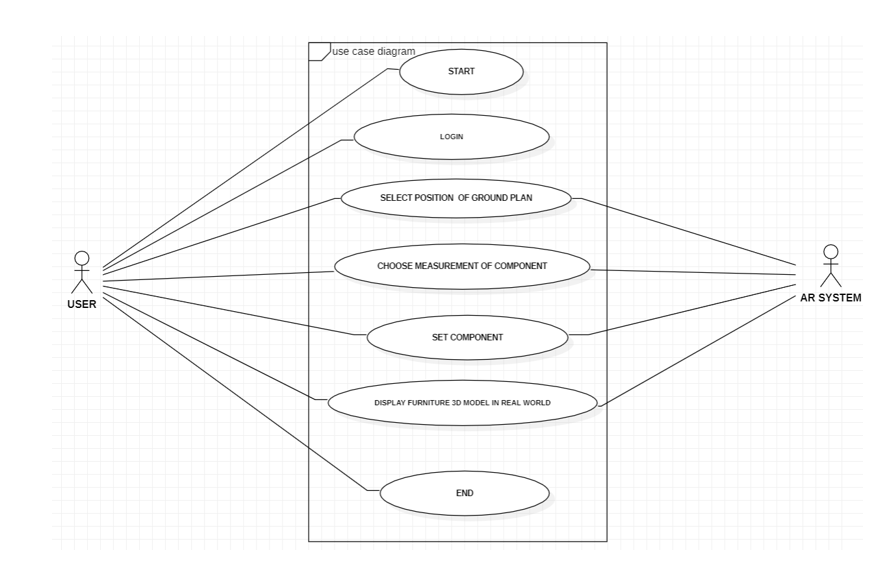 use case diagram
START
LOGIN
SELECT POSITION OF GROUND PLAN
CHOOSE MEASUREMENT OF COMPONENT
USER
AR SYSTEM
SET COMPONENT
DISPLAY FURNITURE 3D MODEL IN REAL WORLD
END